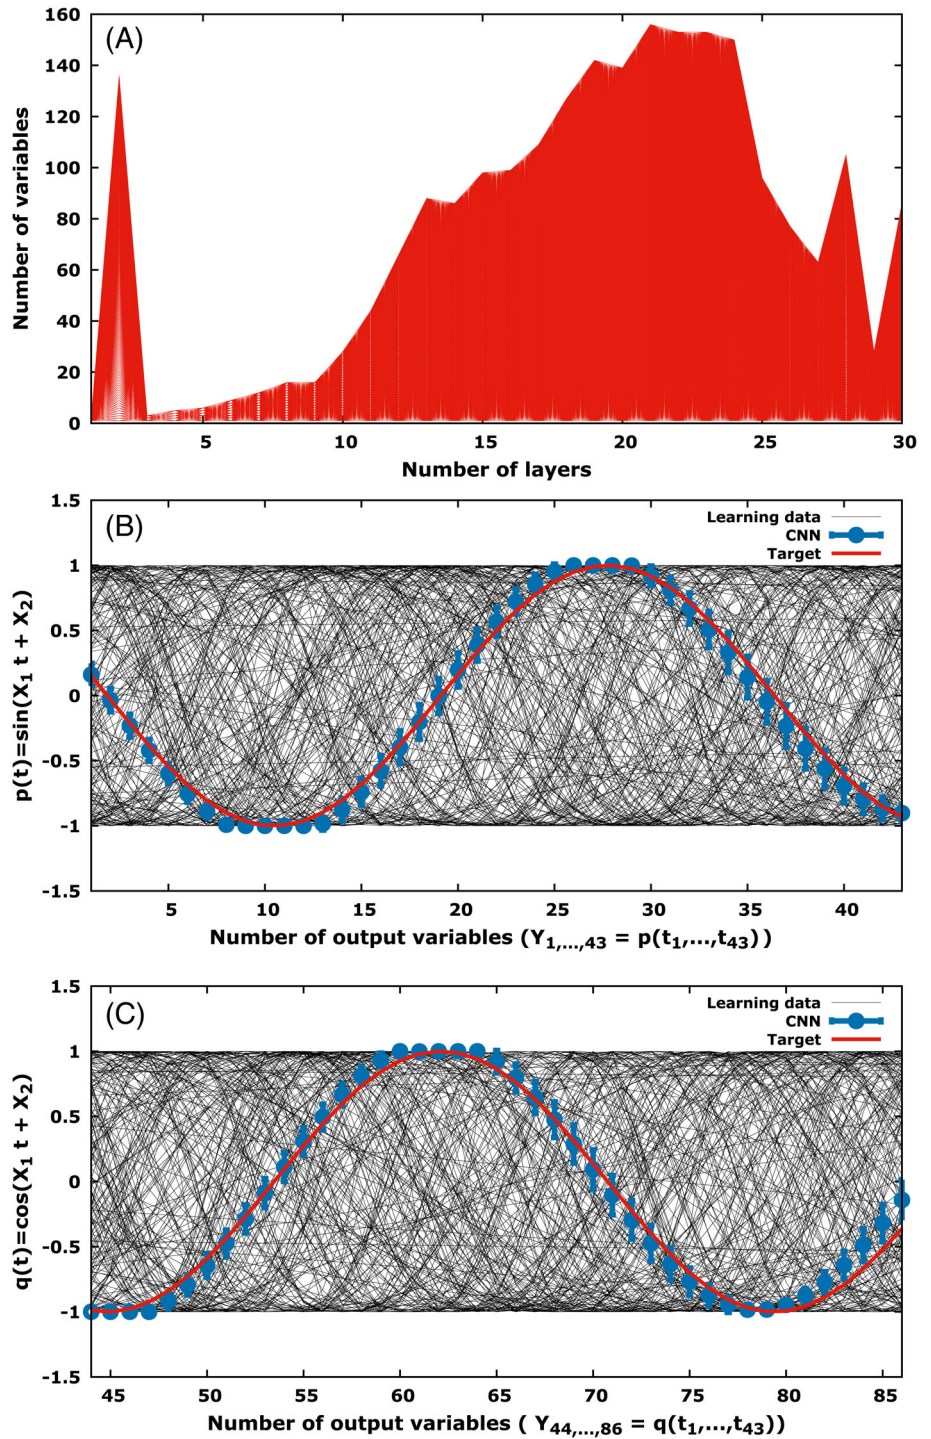 (A)
Number of variables
160
140
120
100
80
60
40
20
0
5 10 15 20 25 30
Number of layers
(B)
Learning data
CNN
Target
p(t)=sin(X₁ t + X₂)
1.5
1
0.5
0
-0.5
-1
-1.5
5 10 15 20 25 30 35 40
Number of output variables (Y₁,...,₄₃ = p(t₁,...,t₄₃))
(C)
Learning data
CNN
Target
q(t)=cos(X₁ t + X₂)
1.5
1
0.5
0
-0.5
-1
-1.5
45 50 55 60 65 70 75 80 85
Number of output variables ( Y₄₄,...,₈₆ = q(t₁,...,t₄₃))